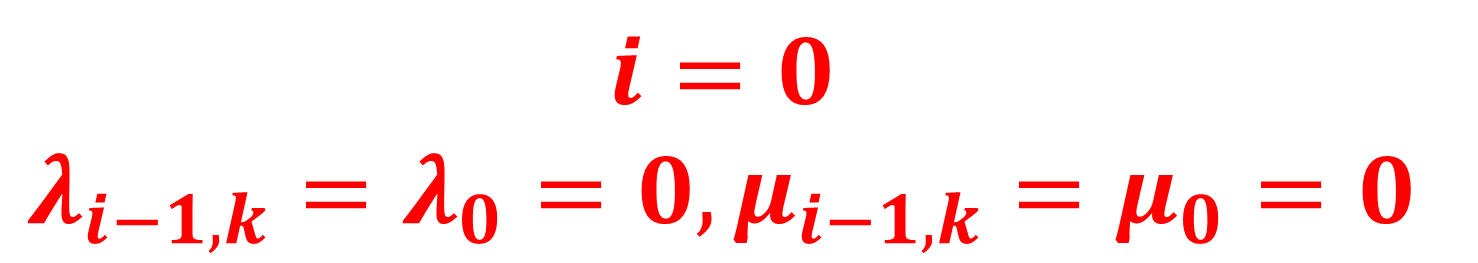 i = 0
λ_{i−1,k} = λ_0 = 0, μ_{i−1,k} = μ_0 = 0